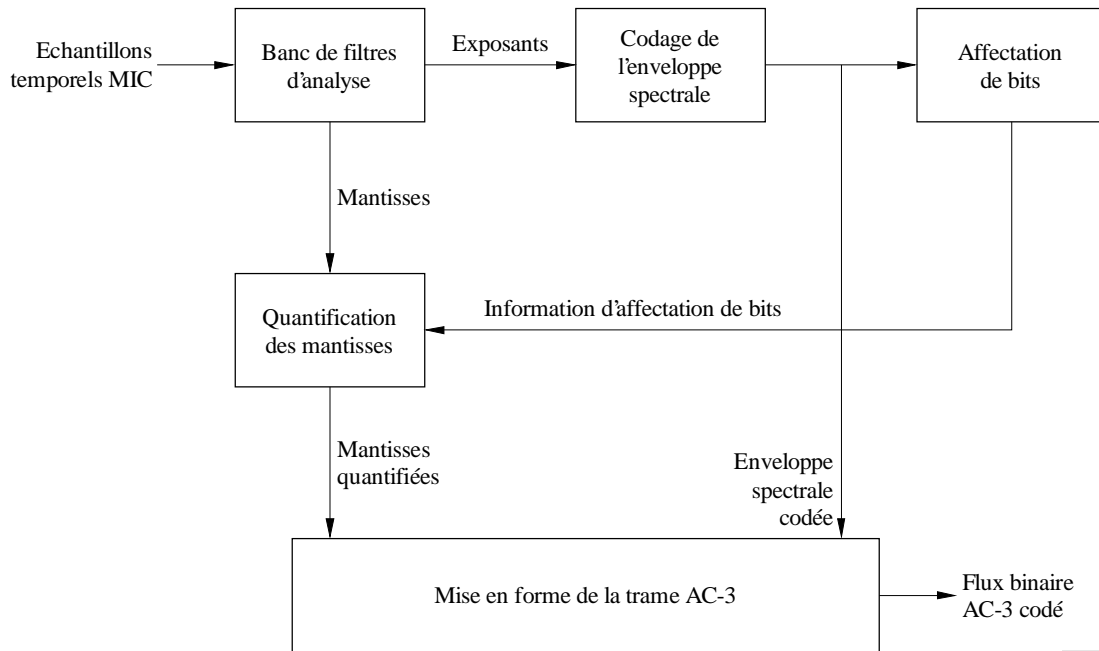 Echantillons
temporels MIC
Banc de filtres
d'analyse
Exposants
Codage de
l'enveloppe
spectrale
Affectation
de bits
Mantisses
Quantification
des mantisses
Information d'affectation de bits
Mantisses
quantifiées
Enveloppe
spectrale
codée
Mise en forme de la trame AC-3
Flux binaire
AC-3 codé